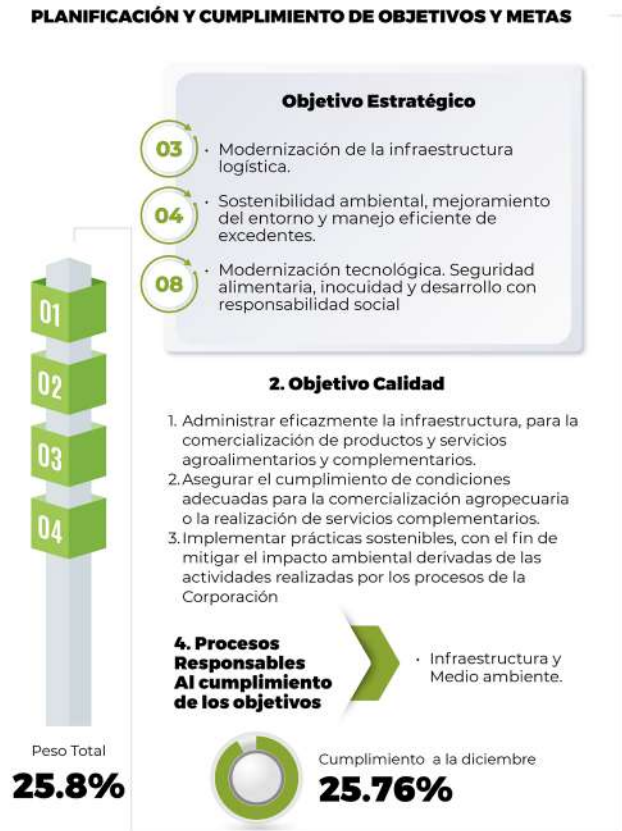 PLANIFICACIÓN Y CUMPLIMIENTO DE OBJETIVOS Y METAS
Objetivo Estratégico
03
· Modernización de la infraestructura
logística.
04
· Sostenibilidad ambiental, mejoramiento
del entorno y manejo eficiente de
excedentes.
08
· Modernización tecnológica. Seguridad
alimentaria, inocuidad y desarrollo con
responsabilidad social
01
02
03
04
2. Objetivo Calidad
1. Administrar eficazmente la infraestructura, para la
comercialización de productos y servicios
agroalimentarios y complementarios.
2. Asegurar el cumplimiento de condiciones
adecuadas para la comercialización agropecuaria
o la realización de servicios complementarios.
3. Implementar prácticas sostenibles, con el fin de
mitigar el impacto ambiental derivadas de las
actividades realizadas por los procesos de la
Corporación
4. Procesos
Responsables
Al cumplimiento
de los objetivos
· Infraestructura y
Medio ambiente.
Peso Total
25.8%
Cumplimiento a la diciembre
25.76%